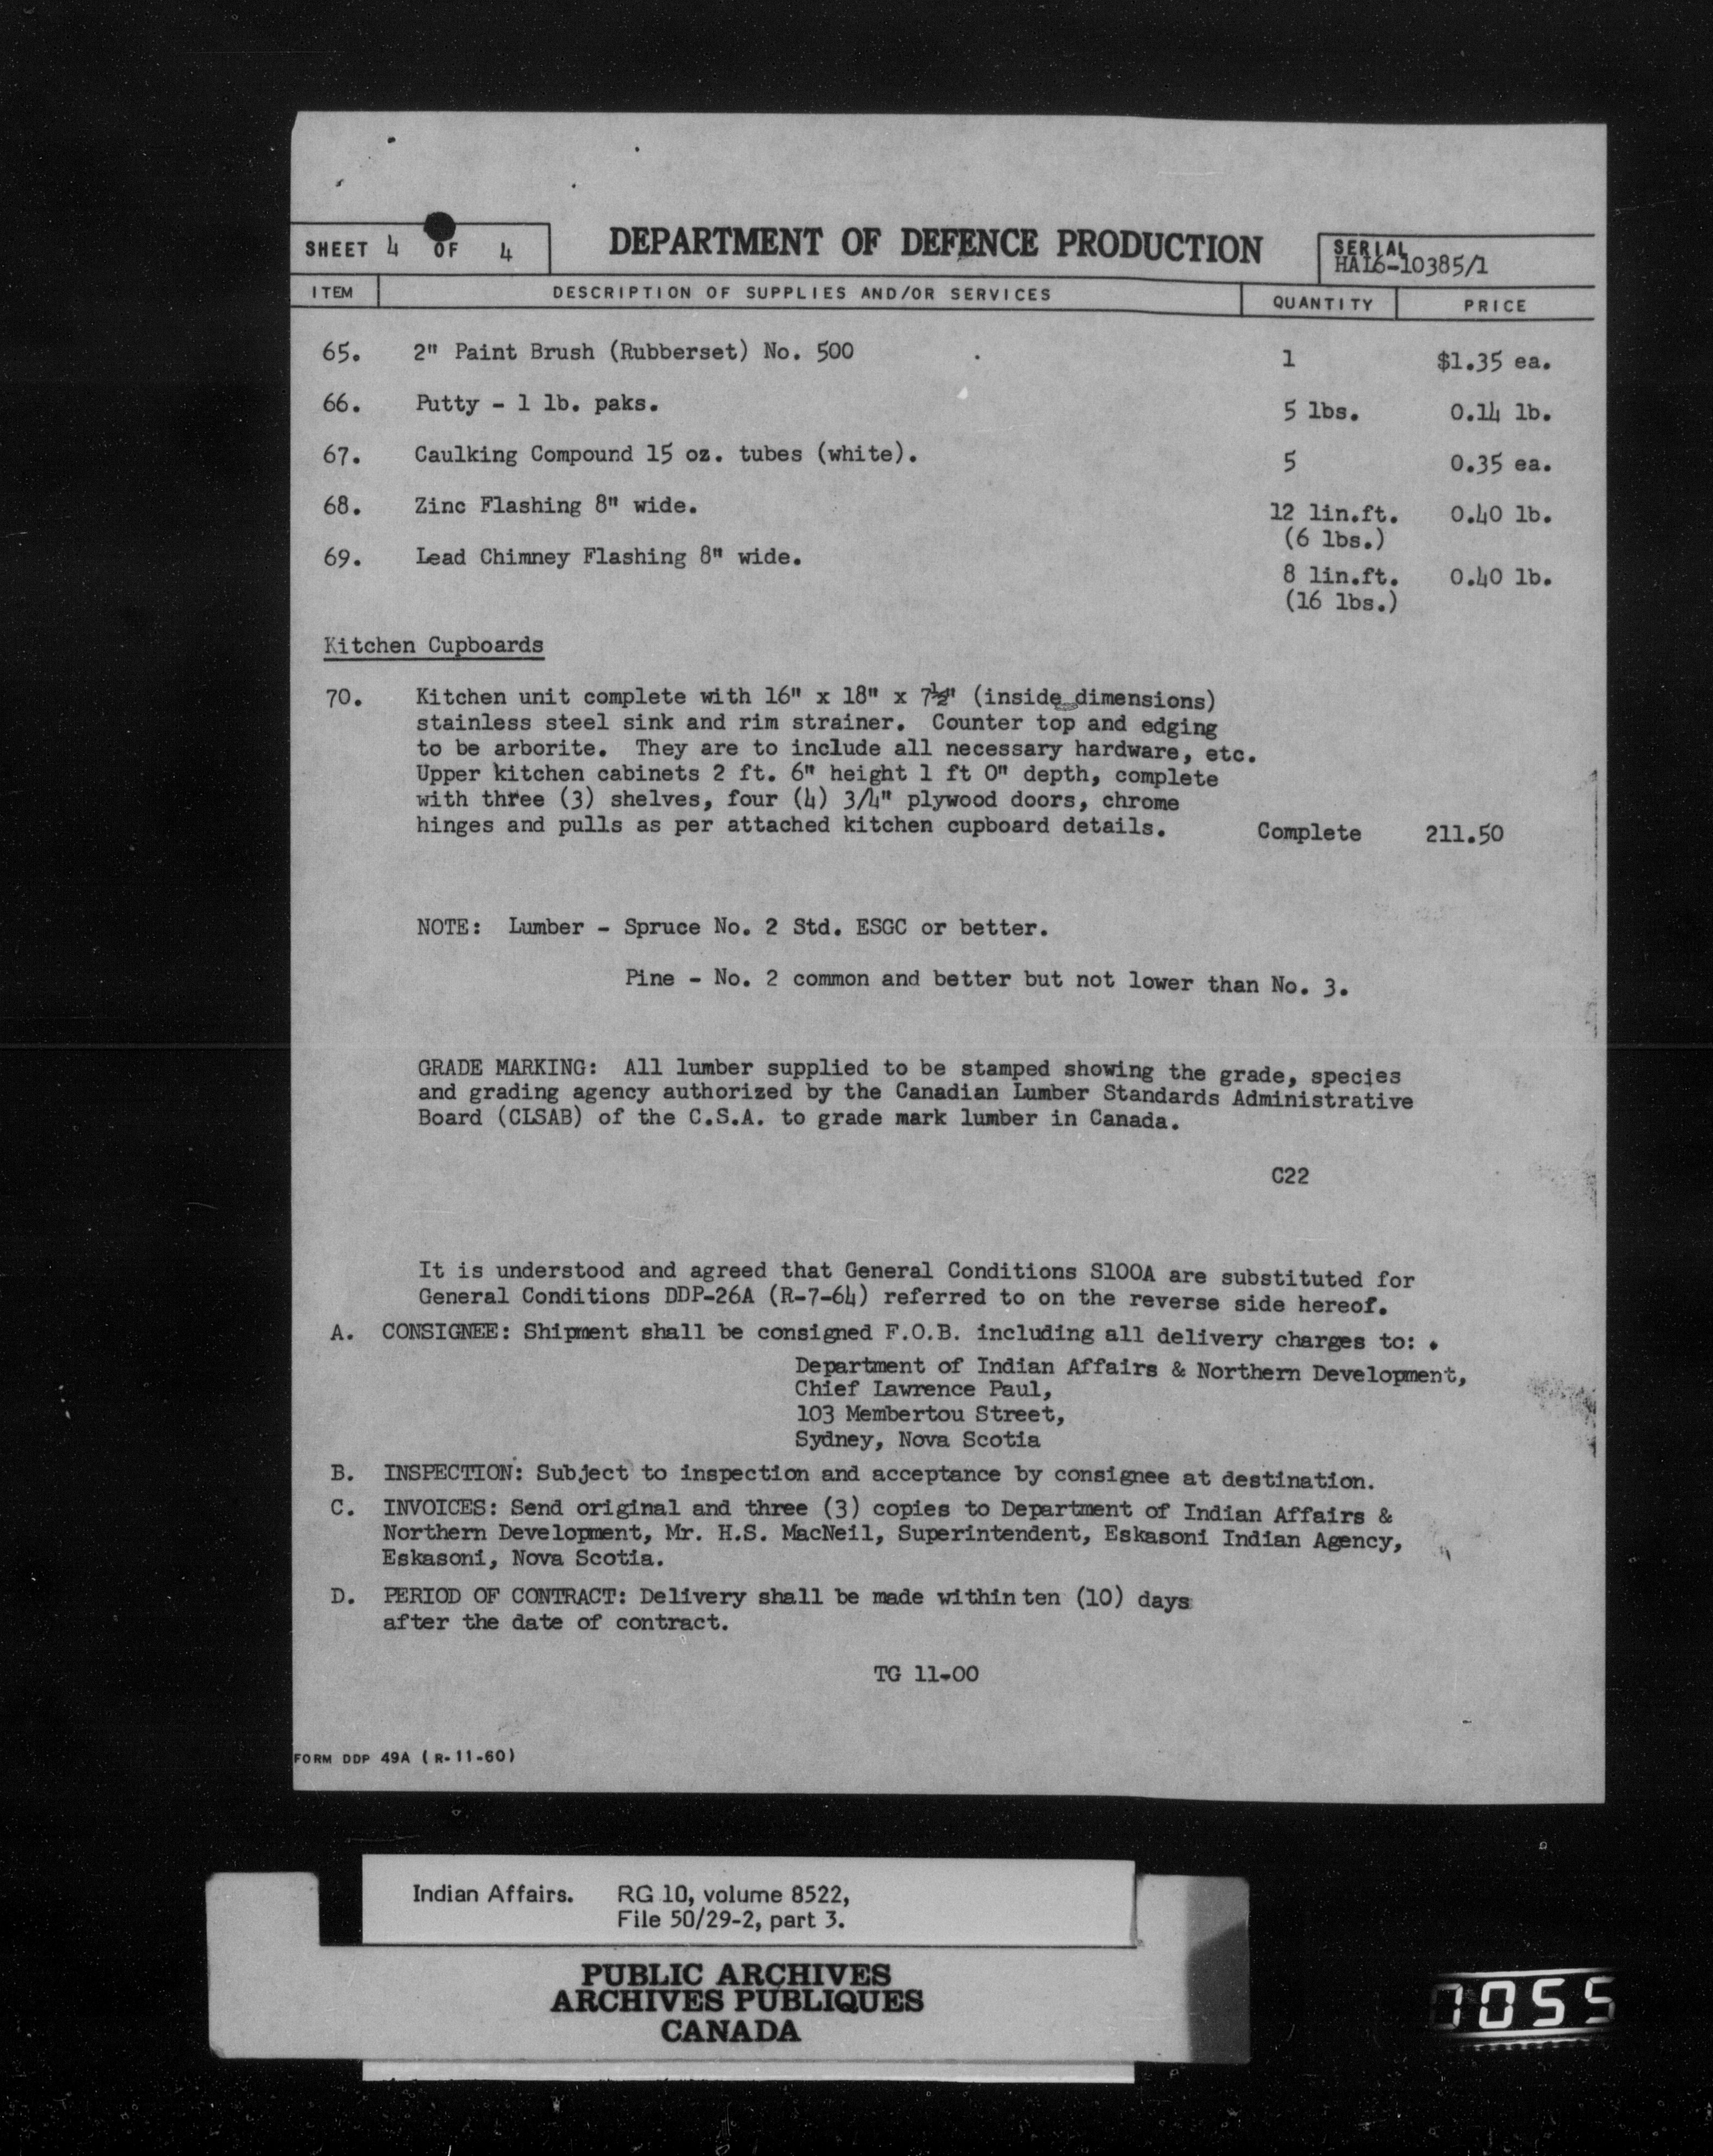 SHEET 4 OF 4
DEPARTMENT OF DEFENCE PRODUCTION
SERIAL
HA16-10385/1
ITEM DESCRIPTION OF SUPPLIES AND/OR SERVICES QUANTITY PRICE
65. 2" Paint Brush (Rubberset) No. 500 1 $1.35 ea.
66. Putty - 1 lb. paks. 5 lbs. 0.14 lb.
67. Caulking Compound 15 oz. tubes (white). 5 0.35 ea.
68. Zinc Flashing 8" wide. 12 lin.ft. 0.40 lb.
(6 lbs.)
69. Lead Chimney Flashing 8" wide. 8 lin.ft. 0.40 lb.
(16 lbs.)
Kitchen Cupboards
70. Kitchen unit complete with 16" x 18" x 7½" (inside dimensions)
stainless steel sink and rim strainer. Counter top and edging
to be arborite. They are to include all necessary hardware, etc.
Upper kitchen cabinets 2 ft. 6" height 1 ft 0" depth, complete
with three (3) shelves, four (4) 3/4" plywood doors, chrome
hinges and pulls as per attached kitchen cupboard details. Complete 211.50
NOTE: Lumber - Spruce No. 2 Std. ESGC or better.
Pine - No. 2 common and better but not lower than No. 3.
GRADE MARKING: All lumber supplied to be stamped showing the grade, species
and grading agency authorized by the Canadian Lumber Standards Administrative
Board (CLSAB) of the C.S.A. to grade mark lumber in Canada.
C22
It is understood and agreed that General Conditions S100A are substituted for
General Conditions DDP-26A (R-7-64) referred to on the reverse side hereof.
A. CONSIGNEE: Shipment shall be consigned F.O.B. including all delivery charges to: .
Department of Indian Affairs & Northern Development,
Chief Lawrence Paul,
103 Membertou Street,
Sydney, Nova Scotia
B. INSPECTION: Subject to inspection and acceptance by consignee at destination.
C. INVOICES: Send original and three (3) copies to Department of Indian Affairs &
Northern Development, Mr. H.S. MacNeil, Superintendent, Eskasoni Indian Agency,
Eskasoni, Nova Scotia.
D. PERIOD OF CONTRACT: Delivery shall be made within ten (10) days
after the date of contract.
TG 11-00
FORM DDP 49A (R-11-60)
Indian Affairs. RG 10, volume 8522,
File 50/29-2, part 3.
PUBLIC ARCHIVES
ARCHIVES PUBLIQUES
CANADA
1055